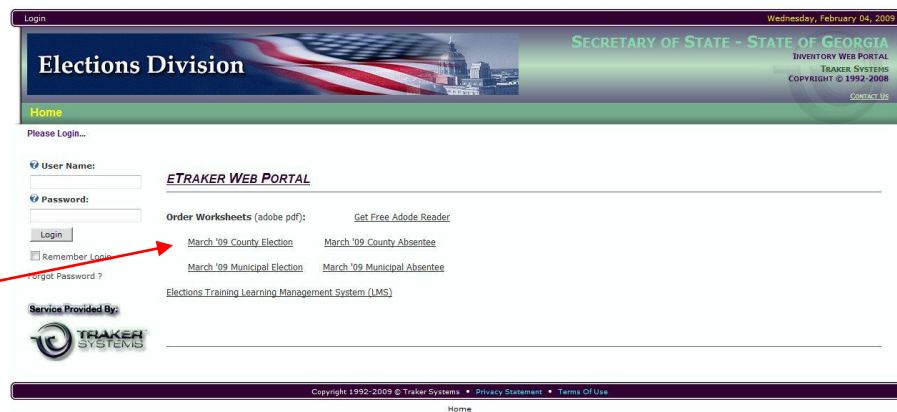 Login
Wednesday, February 04, 2009
Elections Division
SECRETARY OF STATE - STATE OF GEORGIA
INVENTORY WEB PORTAL
TRAKER SYSTEMS
COPYRIGHT © 1992-2008
CONTACT US
Home
Please Login...
User Name:
Password:
Login
Remember Login
Forgot Password ?
Service Provided By:
TRAKER
SYSTEMS
ETRAKER WEB PORTAL
Order Worksheets (adobe pdf): Get Free Adode Reader
March '09 County Election March '09 County Absentee
March '09 Municipal Election March '09 Municipal Absentee
Elections Training Learning Management System (LMS)
Copyright 1992-2009 © Traker Systems • Privacy Statement • Terms Of Use
Home